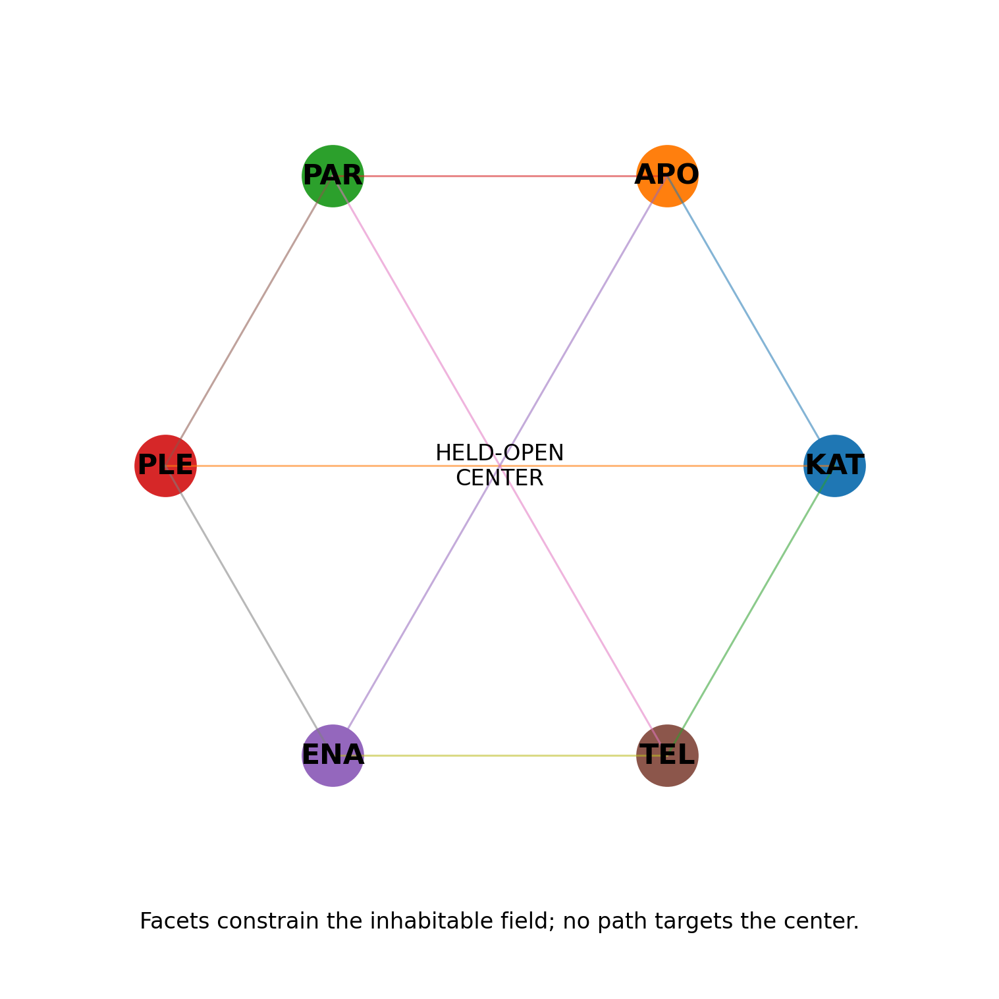 PAR
APO
PLE
HELD-OPEN
CENTER
KAT
ENA
TEL
Facets constrain the inhabitable field; no path targets the center.